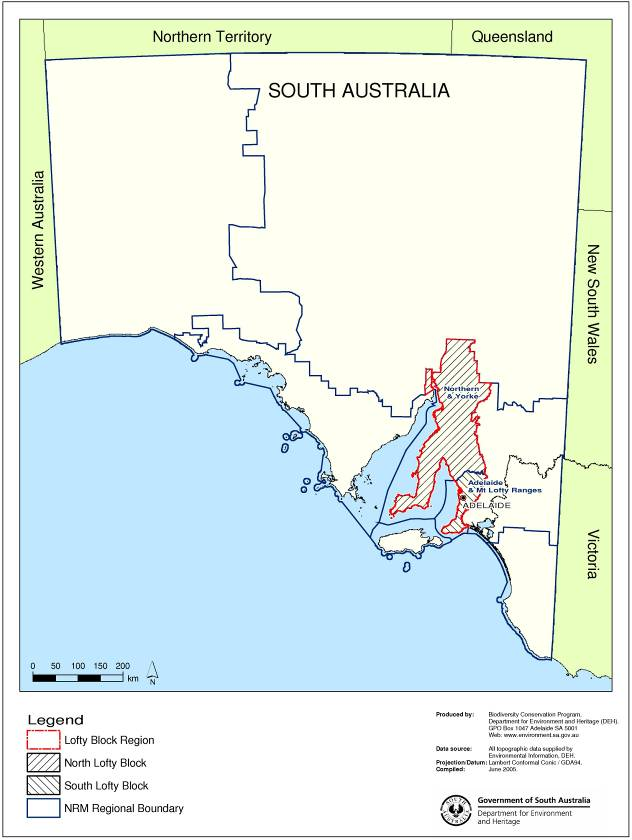 Northern Territory
Queensland
SOUTH AUSTRALIA
Western Australia
New South Wales
Northern
& Yorke
Adelaide
& Mt Lofty Ranges
ADELAIDE
Victoria
0 50 100 150 200
km
N
Legend
Lofty Block Region
North Lofty Block
South Lofty Block
NRM Regional Boundary
Produced by: Biodiversity Conservation Program,
Department for Environment and Heritage (DEH).
GPO Box 1047 Adelaide SA 5001
Web: www.environment.sa.gov.au
Data source: All topographic data supplied by
Environmental Information, DEH.
Projection/Datum: Lambert Conformal Conic / GDA94.
Compiled: June 2005.
SOUTH AUSTRALIA
Government of South Australia
Department for Environment
and Heritage